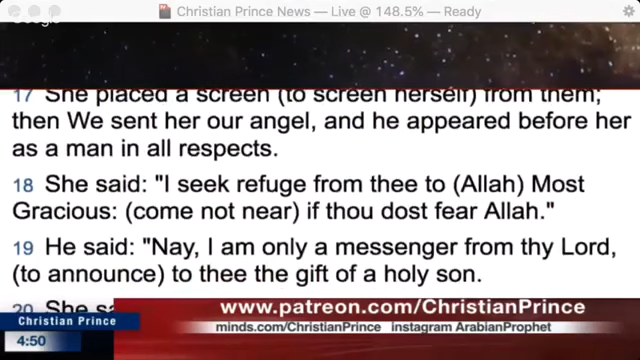 Christian Prince News — Live @ 148.5% — Ready
Google
17 She placed a screen (to screen herself) from them;
then We sent her our angel, and he appeared before her
as a man in all respects.
18 She said: "I seek refuge from thee to (Allah) Most
Gracious: (come not near) if thou dost fear Allah."
19 He said: "Nay, I am only a messenger from thy Lord,
(to announce) to thee the gift of a holy son.
20 She
www.patreon.com/ChristianPrince
Christian Prince
minds.com/ChristianPrince instagram ArabianProphet
4:50